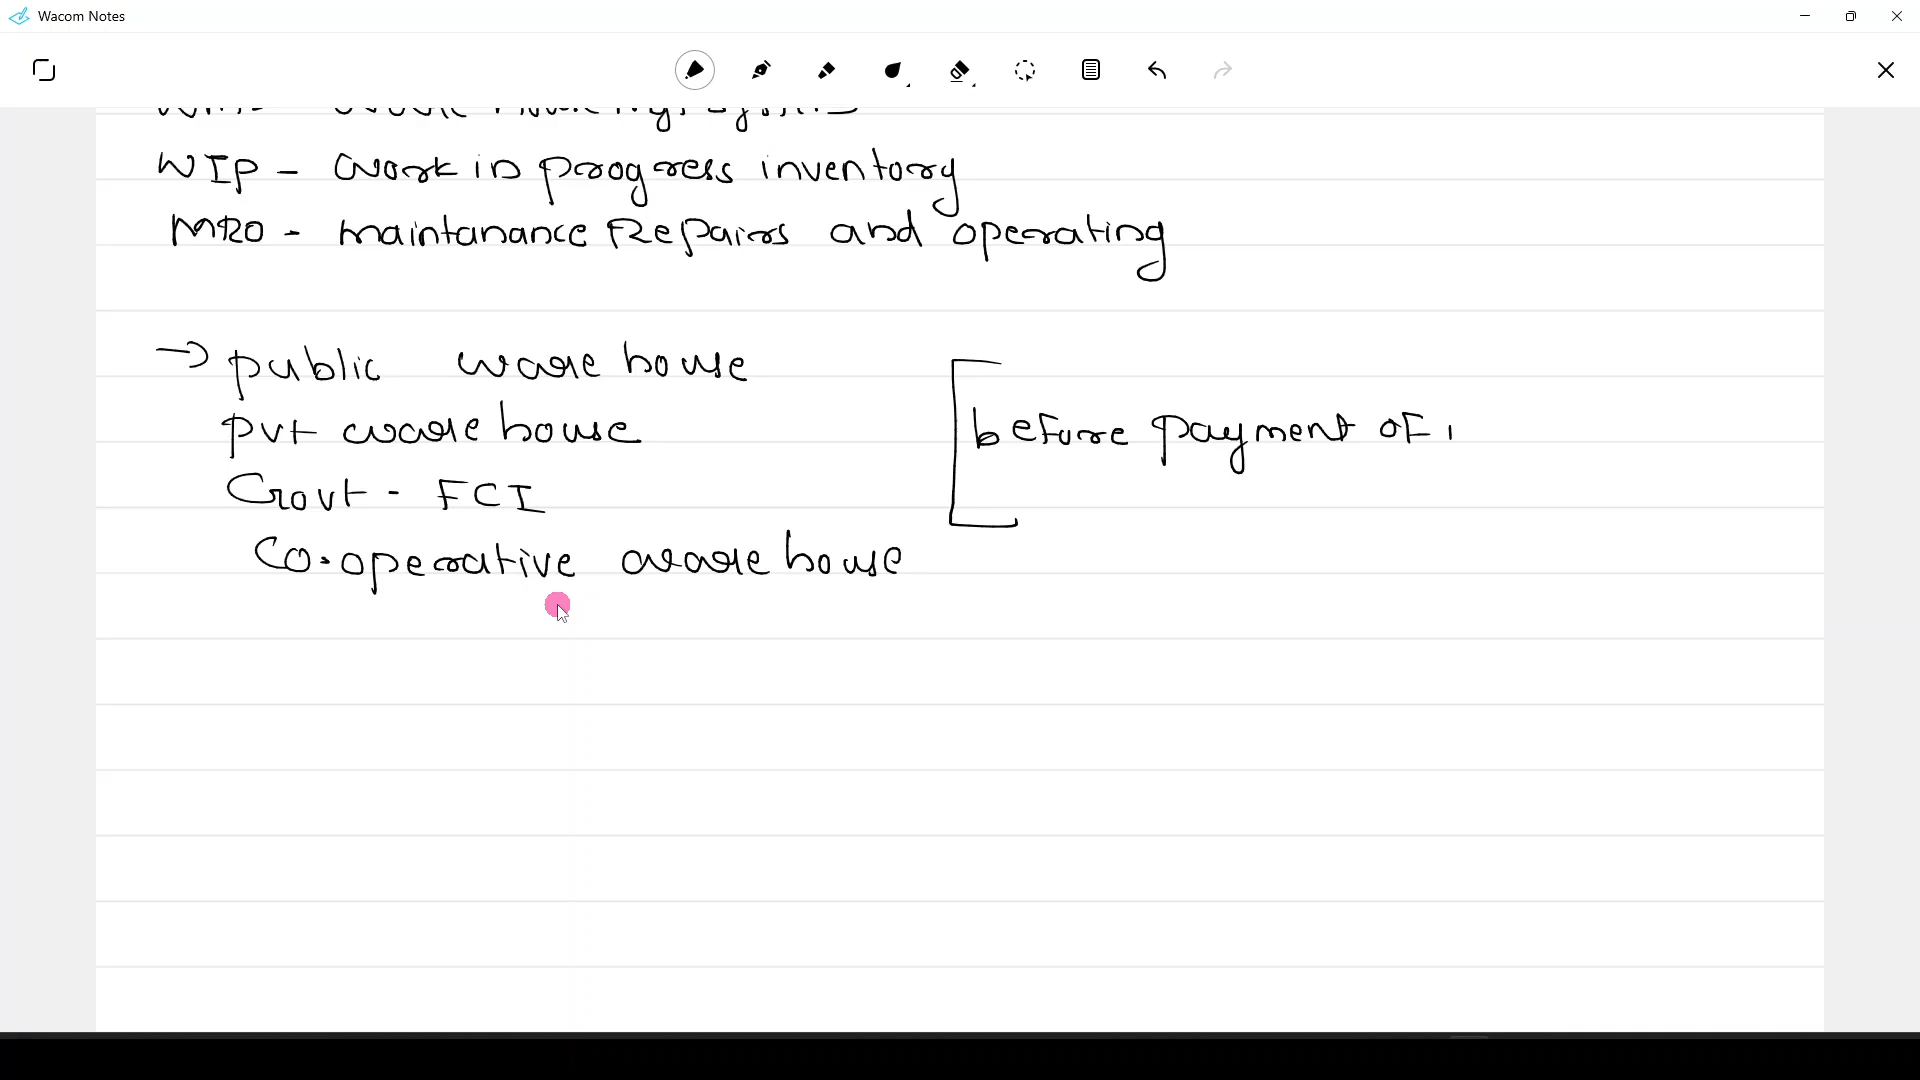 Wacom Notes
WIP - Work in progress inventory
MRO - maintanance Repairs and operating
→ public ware house
pvt ware house
before payment of
Govt - FCI
Co-operative ware house